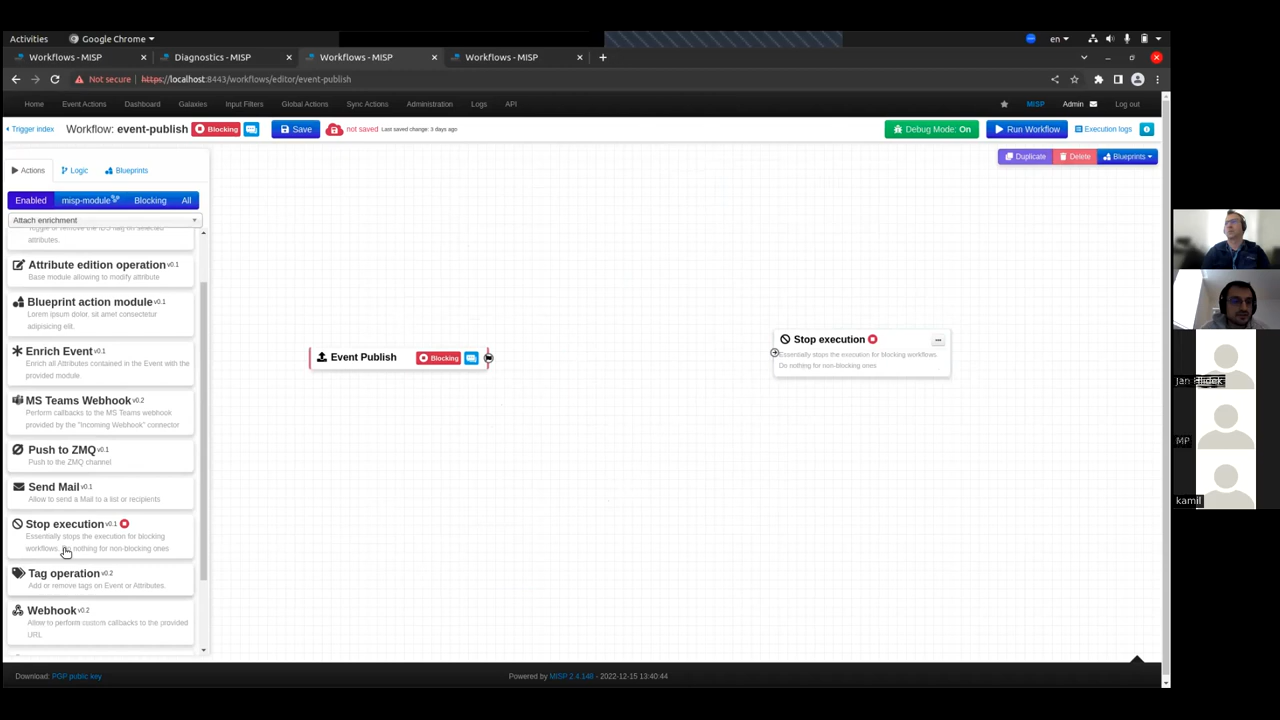 Activities
Google Chrome
en
Workflows - MISP
Diagnostics - MISP
Workflows - MISP
Workflows - MISP
Not secure
https://localhost:8443/workflows/editor/event-publish
Home
Event Actions
Dashboard
Galaxies
Input Filters
Global Actions
Sync Actions
Administration
Logs
API
MISP
Admin
Log out
Trigger index
Workflow: event-publish
Blocking
Save
not saved
Last saved change: 3 days ago
Debug Mode: On
Run Workflow
Execution logs
Actions
Logic
Blueprints
Duplicate
Delete
Blueprints
Enabled
misp-module
Blocking
All
Attach enrichment
attributes.
Attribute edition operation v0.1
Base module allowing to modify attribute
Blueprint action module v0.1
Lorem ipsum dolor. sit amet consectetur
adipisicing elit.
Enrich Event v0.1
Enrich all Attributes contained in the Event with the
provided module.
MS Teams Webhook v0.2
Perform callbacks to the MS Teams webhook
provided by the "Incoming Webhook" connector
Push to ZMQ v0.1
Push to the ZMQ channel
Send Mail v0.1
Allow to send a Mail to a list or recipients
Stop execution v0.1
Essentially stops the execution for blocking
workflows. nothing for non-blocking ones
Tag operation v0.2
Add or remove tags on Event or Attributes.
Webhook v0.2
Allow to perform custom callbacks to the provided
URL
Event Publish
Blocking
Stop execution
Essentially stops the execution for blocking workflows.
Do nothing for non-blocking ones
Jan
MP
kamil
Download: PGP public key
Powered by MISP 2.4.148 - 2022-12-15 13:40:44